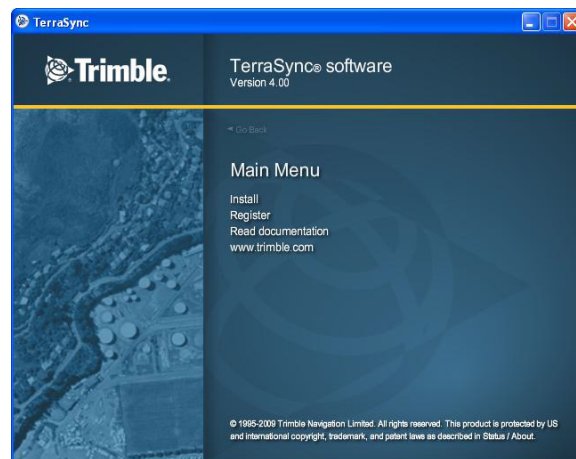 TerraSync
Trimble.
TerraSync® software
Version 4.00
Go Back
Main Menu
Install
Register
Read documentation
www.trimble.com
© 1995-2009 Trimble Navigation Limited. All rights reserved. This product is protected by US
and international copyright, trademark, and patent laws as described in Status / About.